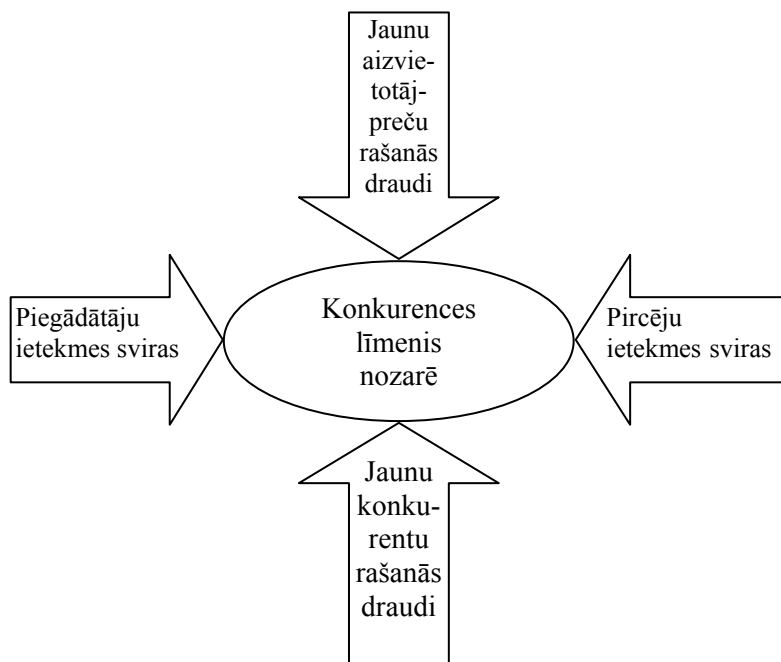 Jaunu
aizvie-
totāj-
preču
rašanās
draudi
Piegādātāju
ietekmes sviras
Konkurences
līmenis
nozarē
Pircēju
ietekmes sviras
Jaunu
konku-
rentu
rašanās
draudi